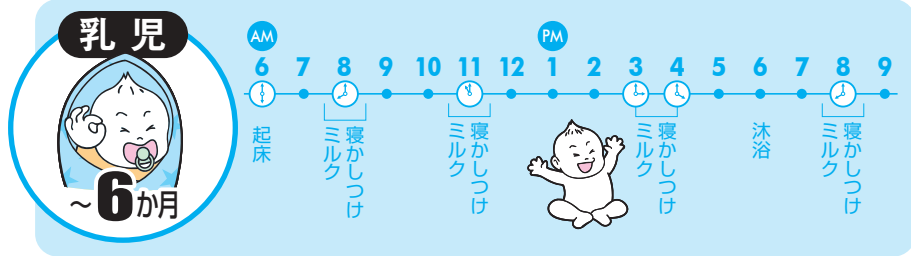 乳児
～6か月
AM
PM
6 7 8 9 10 11 12 1 2 3 4 5 6 7 8 9
起床
ミルク
寝かしつけ
ミルク
寝かしつけ
ミルク
寝かしつけ
沐浴
ミルク
寝かしつけ